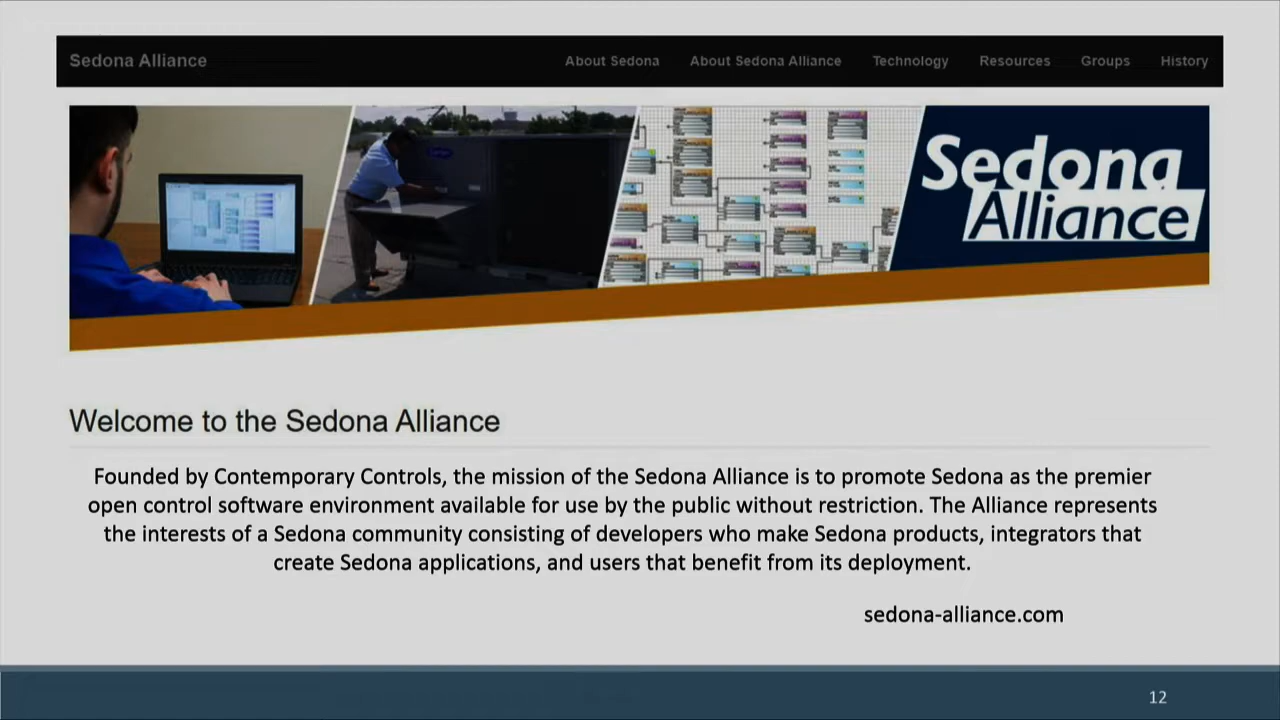 Sedona Alliance
About Sedona
About Sedona Alliance
Technology
Resources
Groups
History
Sedona
Alliance
Welcome to the Sedona Alliance
Founded by Contemporary Controls, the mission of the Sedona Alliance is to promote Sedona as the premier
open control software environment available for use by the public without restriction. The Alliance represents
the interests of a Sedona community consisting of developers who make Sedona products, integrators that
create Sedona applications, and users that benefit from its deployment.
sedona-alliance.com
12